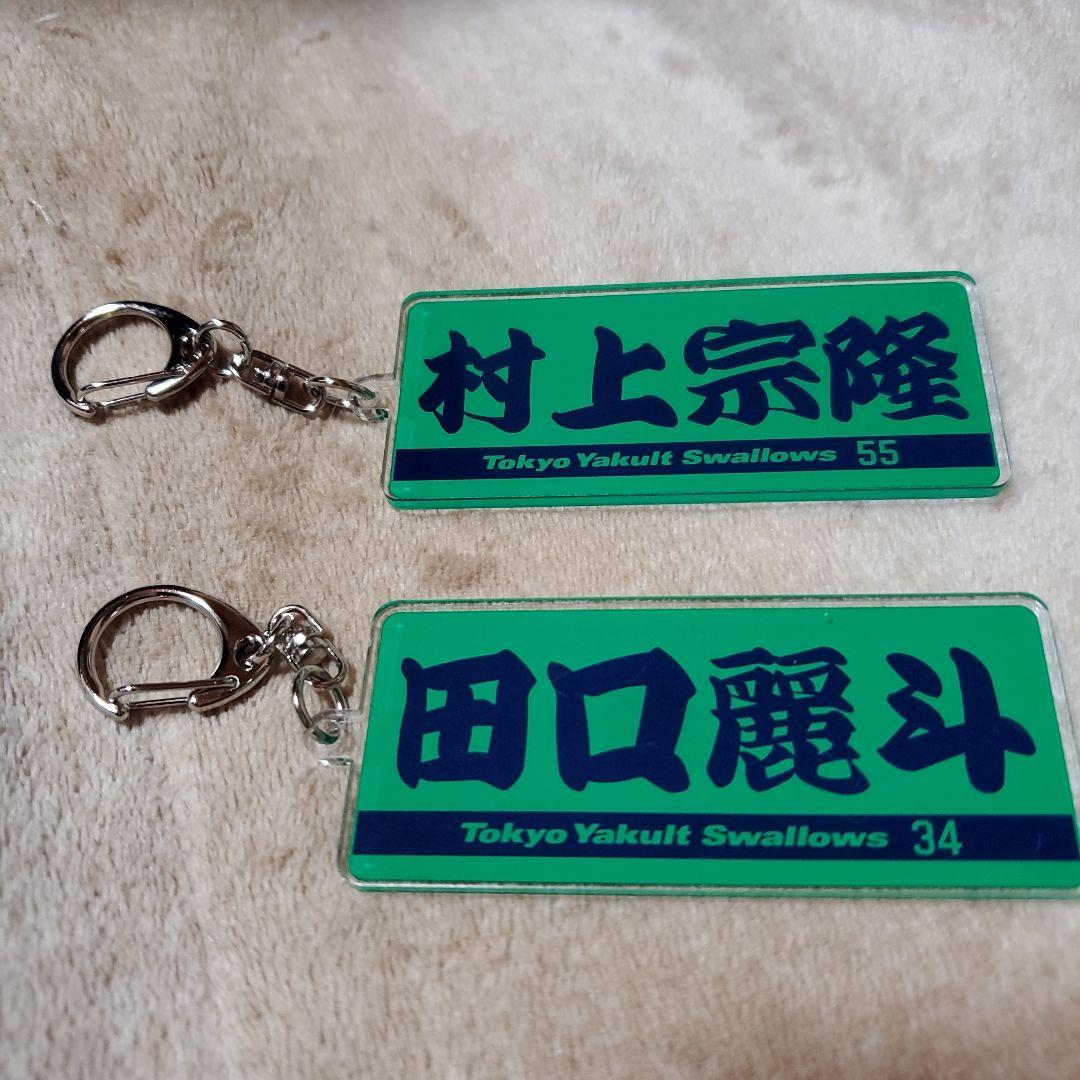 村上宗隆
Tokyo Yakult Swallows 55
田口麗斗
Tokyo Yakult Swallows 34